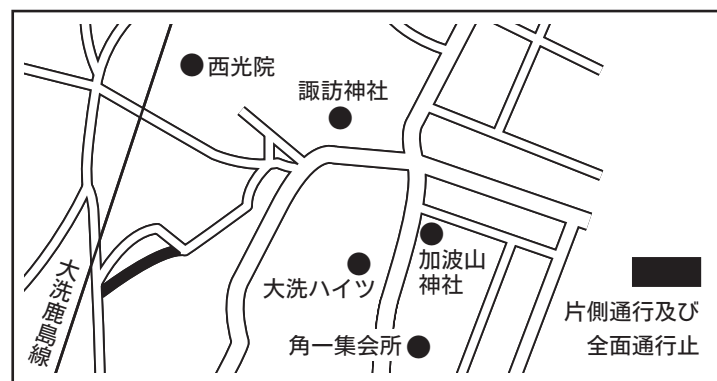 西光院
諏訪神社
加波山
神社
大洗ハイツ
大洗鹿島線
片側通行及び
全面通行止
角一集会所